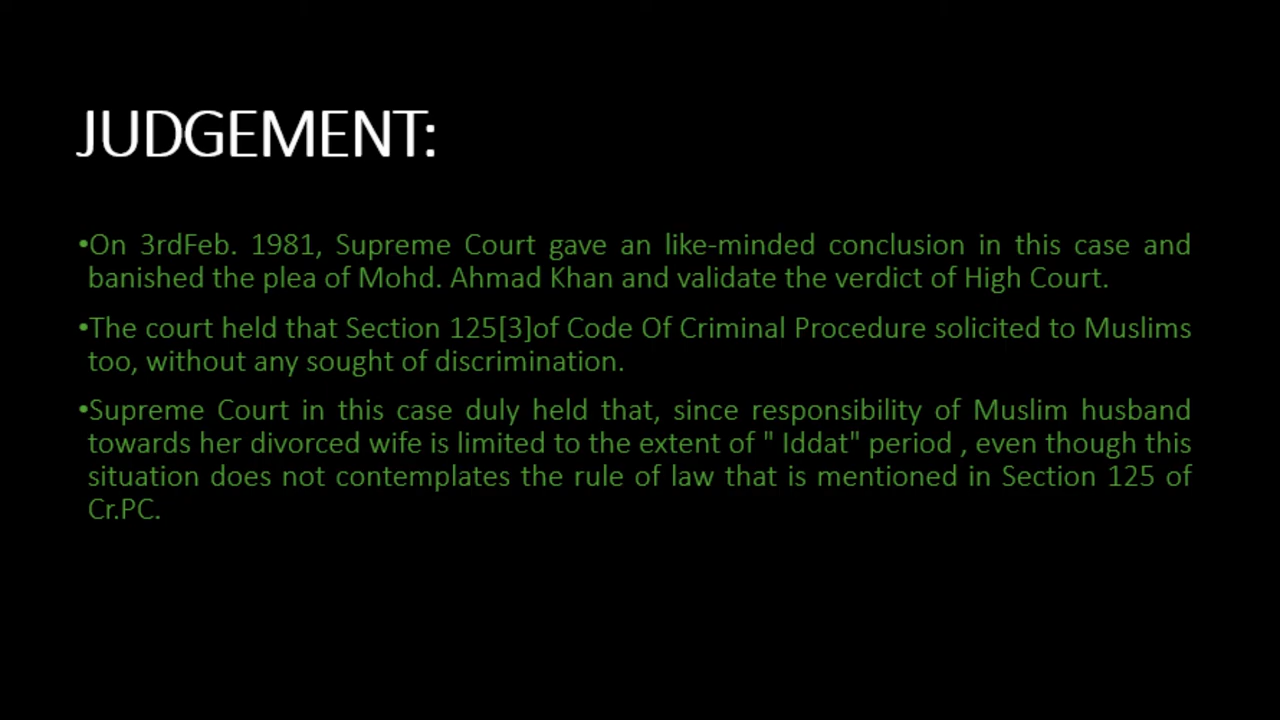 JUDGEMENT:
•On 3rdFeb. 1981, Supreme Court gave an like-minded conclusion in this case and
banished the plea of Mohd. Ahmad Khan and validate the verdict of High Court.
•The court held that Section 125[3]of Code Of Criminal Procedure solicited to Muslims
too, without any sought of discrimination.
•Supreme Court in this case duly held that, since responsibility of Muslim husband
towards her divorced wife is limited to the extent of " Iddat" period , even though this
situation does not contemplates the rule of law that is mentioned in Section 125 of
Cr.PC.